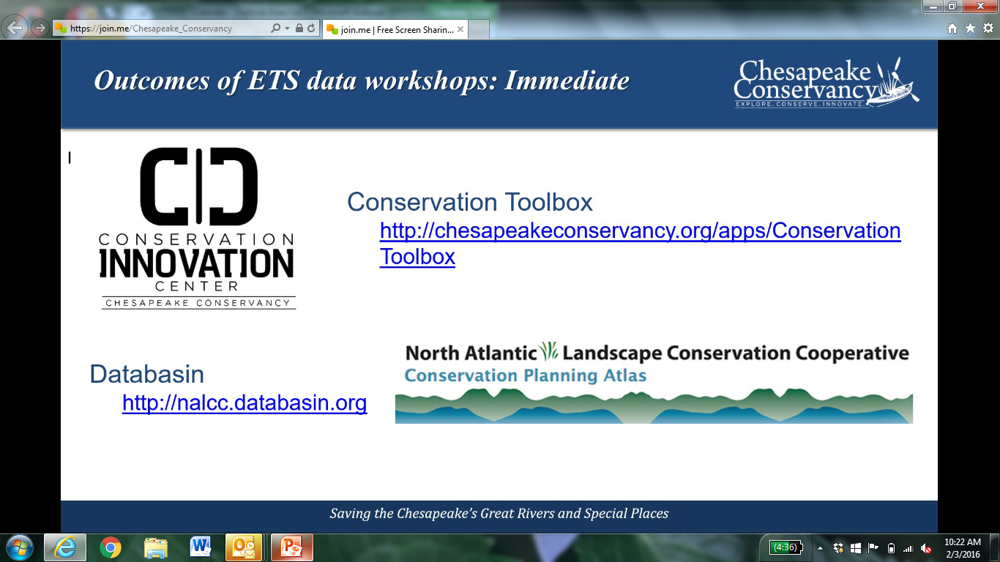 https://join.me/Chesapeake_Conservancy
join.me | Free Screen Sharin...
Outcomes of ETS data workshops: Immediate
Chesapeake
Conservancy
EXPLORE. CONSERVE. INNOVATE.
CONSERVATION
INNOVATION
CENTER
CHESAPEAKE CONSERVANCY
Conservation Toolbox
http://chesapeakeconservancy.org/apps/Conservation
Toolbox
North Atlantic Landscape Conservation Cooperative
Conservation Planning Atlas
Databasin
http://nalcc.databasin.org
Saving the Chesapeake's Great Rivers and Special Places
(4:36)
10:22 AM
2/3/2016